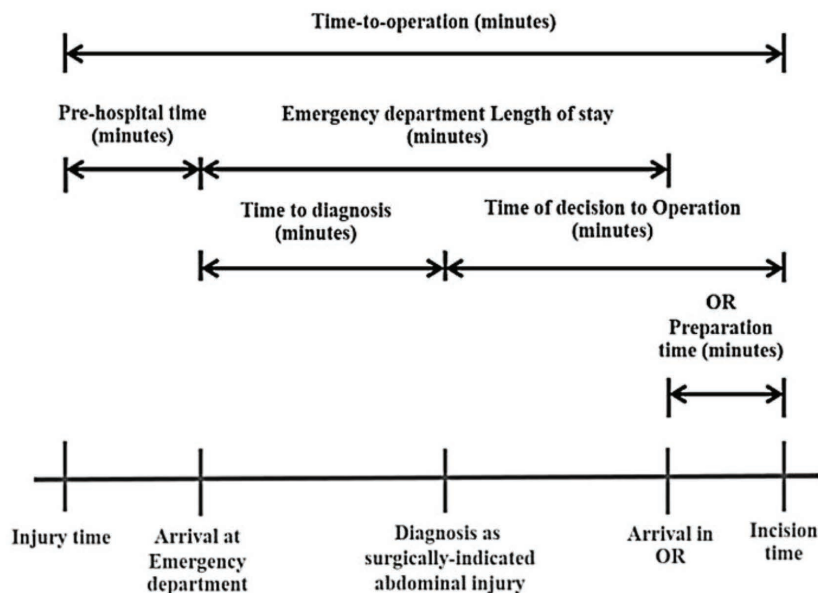 Time-to-operation (minutes)
Pre-hospital time
(minutes)
Emergency department Length of stay
(minutes)
Time to diagnosis
(minutes)
Time of decision to Operation
(minutes)
OR
Preparation
time (minutes)
Injury time
Arrival at
Emergency
department
Diagnosis as
surgically-indicated
abdominal injury
Arrival in
OR
Incision
time